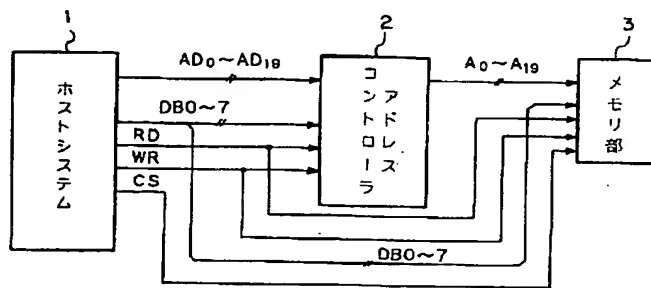 1
2
3
AD₀~AD₁₉
A₀~A₁₉
DB0~7
RD
WR
CS
ホストシステム
アドレス
コントローラ
メモリ部
DB0~7